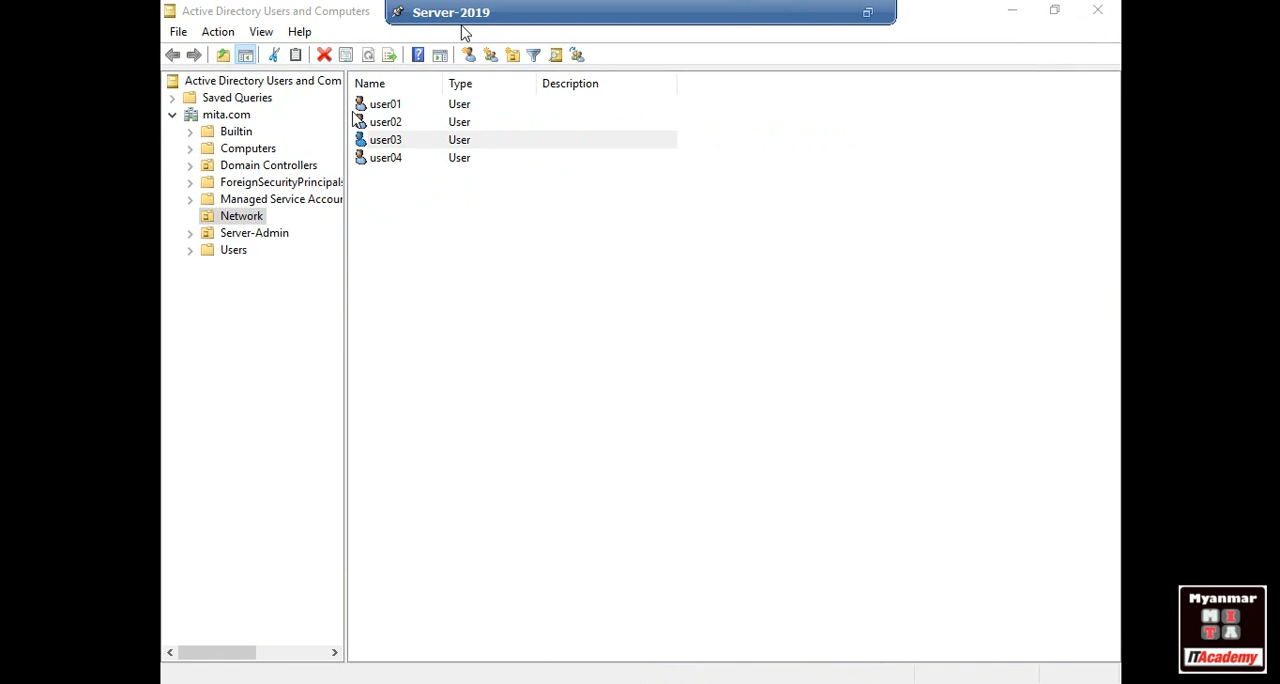 Active Directory Users and Computers
Server-2019
File Action View Help
Active Directory Users and Com
Saved Queries
mita.com
Builtin
Computers
Domain Controllers
ForeignSecurityPrincipals
Managed Service Accour
Network
Server-Admin
Users
Name Type Description
user01 User
user02 User
user03 User
user04 User
Myanmar
M I
T A
ITAcademy